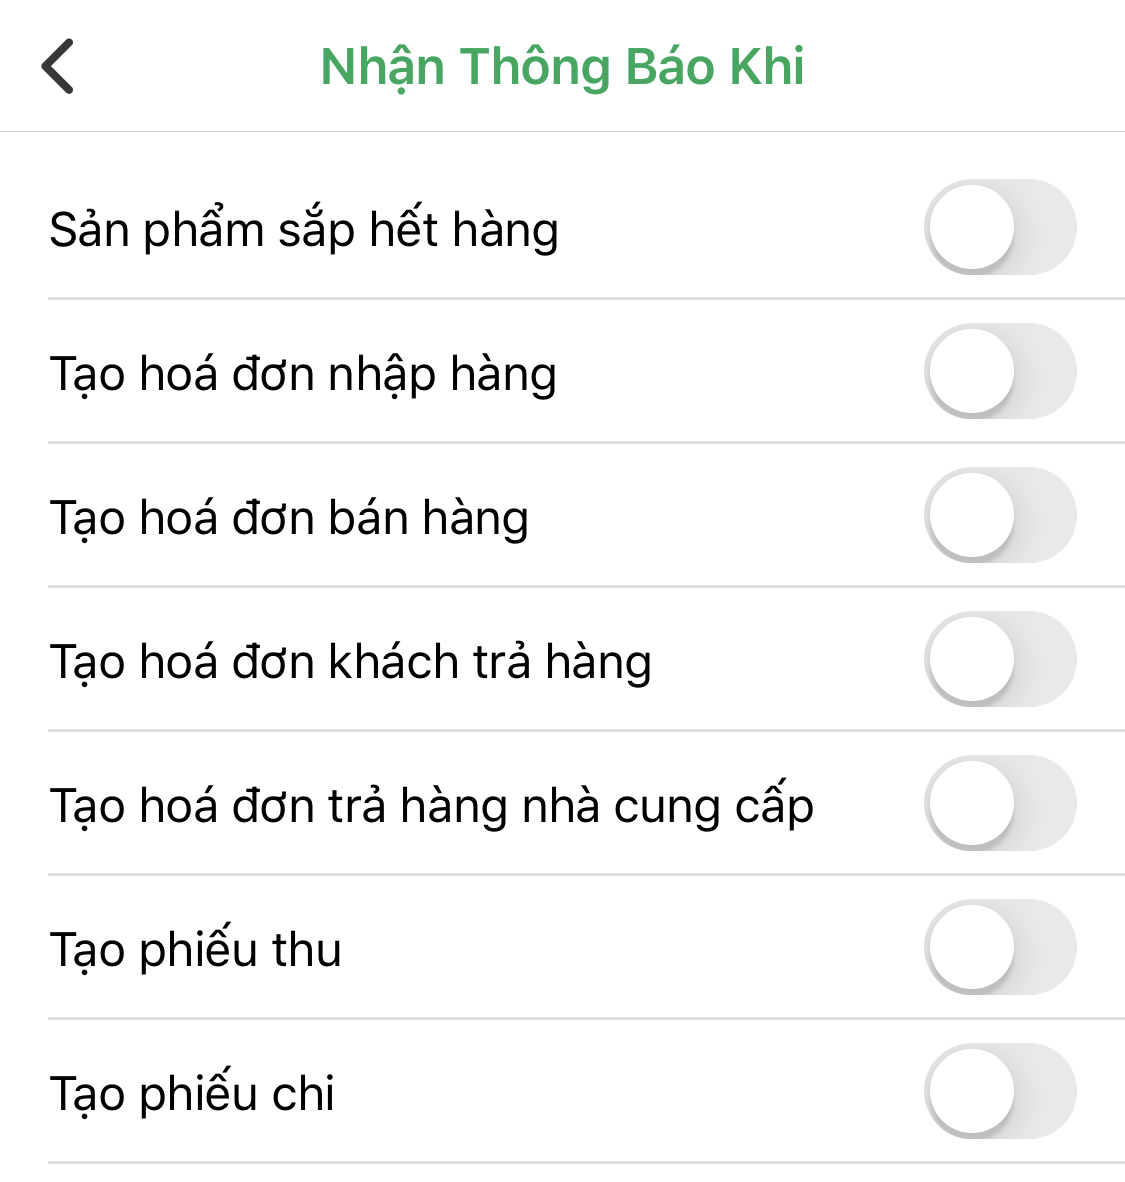 Nhận Thông Báo Khi
Sản phẩm sắp hết hàng
Tạo hoá đơn nhập hàng
Tạo hoá đơn bán hàng
Tạo hoá đơn khách trả hàng
Tạo hoá đơn trả hàng nhà cung cấp
Tạo phiếu thu
Tạo phiếu chi